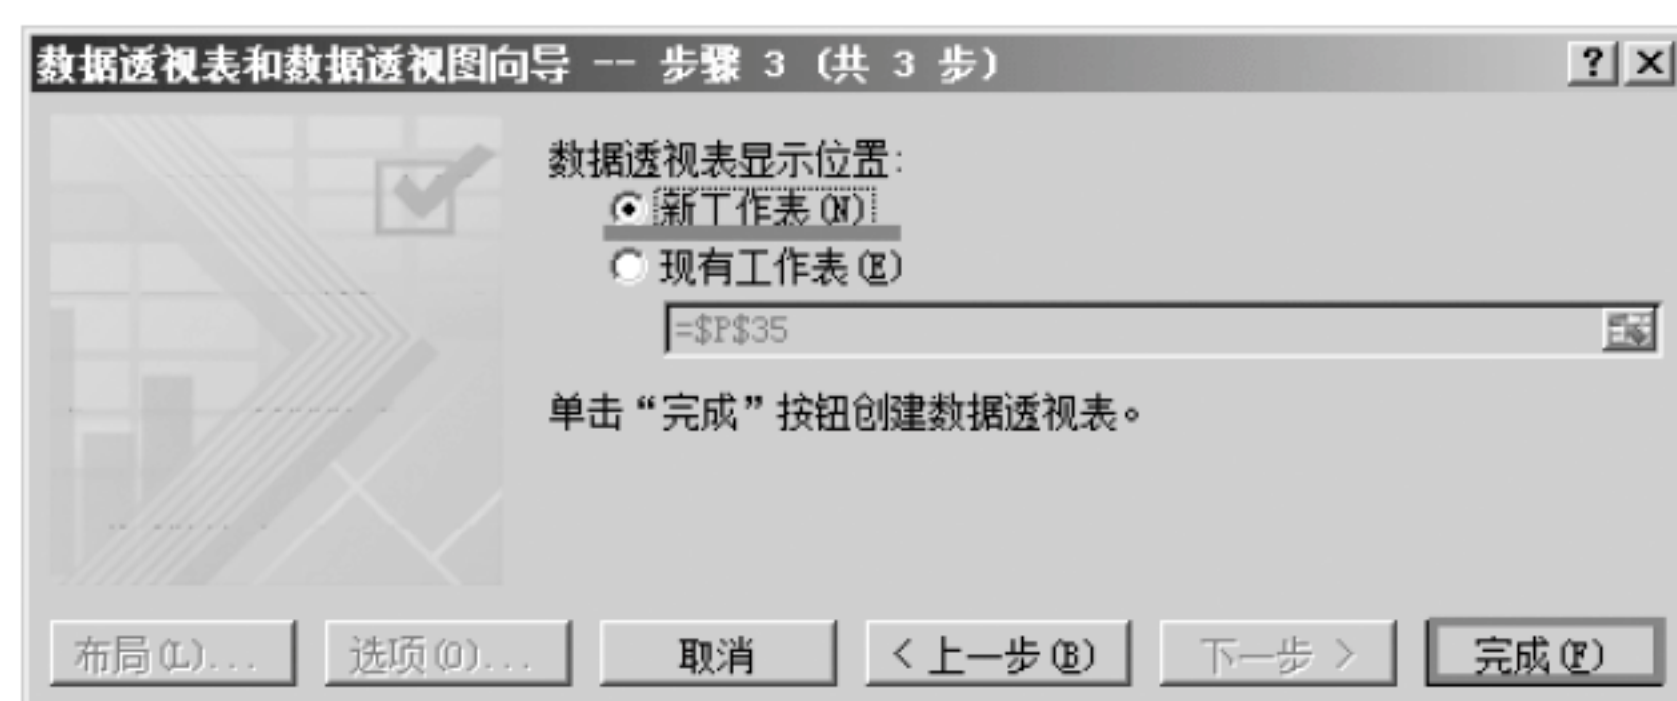 数据透视表和数据透视图向导 -- 步骤 3 (共 3 步)
数据透视表显示位置:
新工作表(N)
现有工作表(E)
=$P$35
单击“完成”按钮创建数据透视表。
布局(L)... 选项(O)... 取消 < 上一步(B) 下一步 > 完成(F)